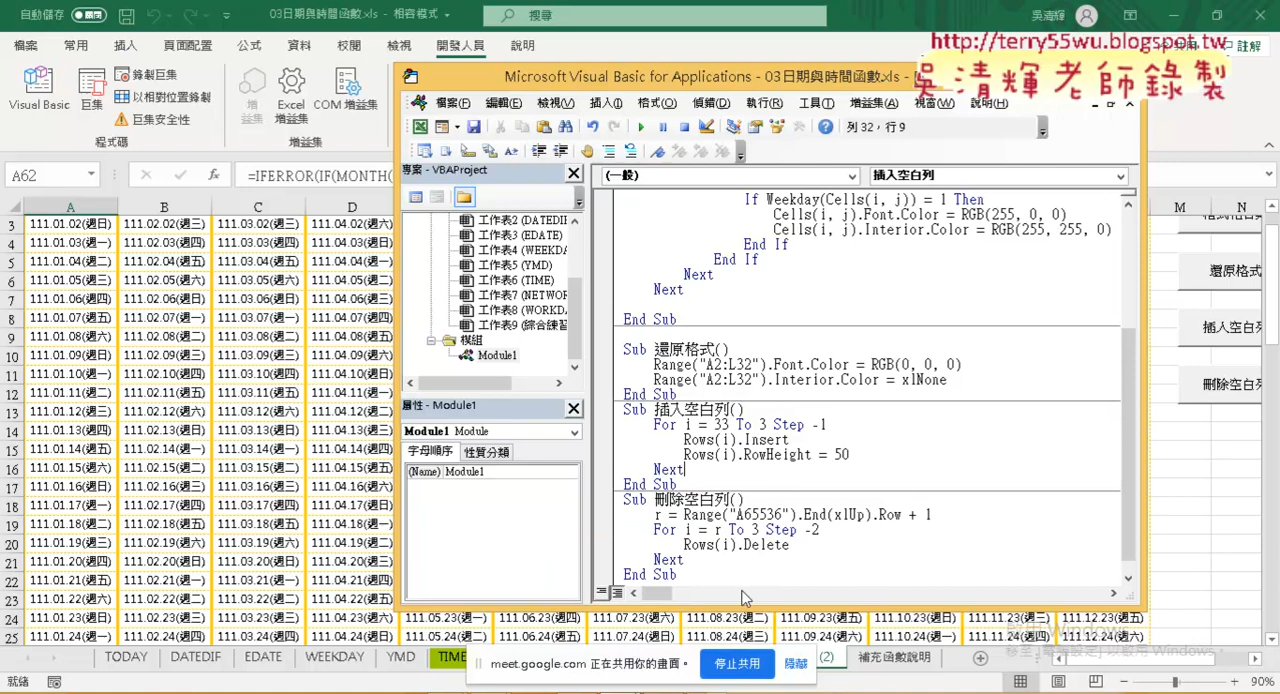 自動儲存
03日期與時間函數.xls - 相容模式
搜尋
吳清輝
檔案 常用 插入 頁面配置 公式 資料 校閱 檢視 開發人員 說明
註解
http://terry55wu.blogspot.tw
吳清輝老師錄製
Visual Basic
巨集
錄製巨集
以相對位置錄製
巨集安全性
程式碼
增益集
Excel 增益集
COM 增益集
增益集
Microsoft Visual Basic for Applications - 03日期與時間函數.xls -
檔案(F) 編輯(E) 檢視(V) 插入(I) 格式(O) 偵錯(D) 執行(R) 工具(T) 增益集(A) 視窗(W) 說明(H)
列 32，行 9
A62
=IFERROR(IF(MONTH(
專案 - VBAProject
工作表2 (DATEDIF
工作表3 (EDATE)
工作表4 (WEEKDA
工作表5 (YMD)
工作表6 (TIME)
工作表7 (NETWOR
工作表8 (WORKDA
工作表9 (綜合練習
模組
Module1
屬性 - Module1
Module1 Module
字母順序 性質分類
(Name) Module1
(一般)
插入空白列
If Weekday(Cells(i, j)) = 1 Then
Cells(i, j).Font.Color = RGB(255, 0, 0)
Cells(i, j).Interior.Color = RGB(255, 255, 0)
End If
End If
Next
Next
End Sub
Sub 還原格式()
Range("A2:L32").Font.Color = RGB(0, 0, 0)
Range("A2:L32").Interior.Color = xlNone
End Sub
Sub 插入空白列()
For i = 33 To 3 Step -1
Rows(i).Insert
Rows(i).RowHeight = 50
Next
End Sub
Sub 刪除空白列()
r = Range("A65536").End(xlUp).Row + 1
For i = r To 3 Step -2
Rows(i).Delete
Next
End Sub
A B C D M N
3 111.01.02(週日) 111.02.02(週三) 111.03.02(週三) 111.04.02(週六)
4 111.01.03(週一) 111.02.03(週四) 111.03.03(週四) 111.04.03(週日)
5 111.01.04(週二) 111.02.04(週五) 111.03.04(週五) 111.04.04(週一)
6 111.01.05(週三) 111.02.05(週六) 111.03.05(週六) 111.04.05(週二)
7 111.01.06(週四) 111.02.06(週日) 111.03.06(週日) 111.04.06(週三)
8 111.01.07(週五) 111.02.07(週一) 111.03.07(週一) 111.04.07(週四)
9 111.01.08(週六) 111.02.08(週二) 111.03.08(週二) 111.04.08(週五)
10 111.01.09(週日) 111.02.09(週三) 111.03.09(週三) 111.04.09(週六)
11 111.01.10(週一) 111.02.10(週四) 111.03.10(週四) 111.04.10(週日)
12 111.01.11(週二) 111.02.11(週五) 111.03.11(週五) 111.04.11(週一)
13 111.01.12(週三) 111.02.12(週六) 111.03.12(週六) 111.04.12(週二)
14 111.01.13(週四) 111.02.13(週日) 111.03.13(週日) 111.04.13(週三)
15 111.01.14(週五) 111.02.14(週一) 111.03.14(週一) 111.04.14(週四)
16 111.01.15(週六) 111.02.15(週二) 111.03.15(週二) 111.04.15(週五)
17 111.01.16(週日) 111.02.16(週三) 111.03.16(週三) 111.04.16(週六)
18 111.01.17(週一) 111.02.17(週四) 111.03.17(週四) 111.04.17(週日)
19 111.01.18(週二) 111.02.18(週五) 111.03.18(週五) 111.04.18(週一)
20 111.01.19(週三) 111.02.19(週六) 111.03.19(週六) 111.04.19(週二)
21 111.01.20(週四) 111.02.20(週日) 111.03.20(週日) 111.04.20(週三)
22 111.01.21(週五) 111.02.21(週一) 111.03.21(週一) 111.04.21(週四)
23 111.01.22(週六) 111.02.22(週二) 111.03.22(週二) 111.04.22(週五)
24 111.01.23(週日) 111.02.23(週三) 111.03.23(週三) 111.04.23(週六) 111.05.23(週一) 111.06.23(週四) 111.07.23(週六) 111.08.23(週二) 111.09.23(週五) 111.10.23(週日) 111.11.23(週三) 111.12.23(週五)
25 111.01.24(週一) 111.02.24(週四) 111.03.24(週四) 111.04.24(週日) 111.05.24(週二) 111.06.24(週五) 111.07.24(週日) 111.08.24(週三) 111.09.24(週六) 111.10.24(週一) 111.11.24(週四) 111.12.24(週六)
還原格式
插入空白
刪除空白
TODAY DATEDIF EDATE WEEKDAY YMD TIME (2) 補充函數說明
meet.google.com 正在共用你的畫面。 停止共用 隱藏
就緒
90%